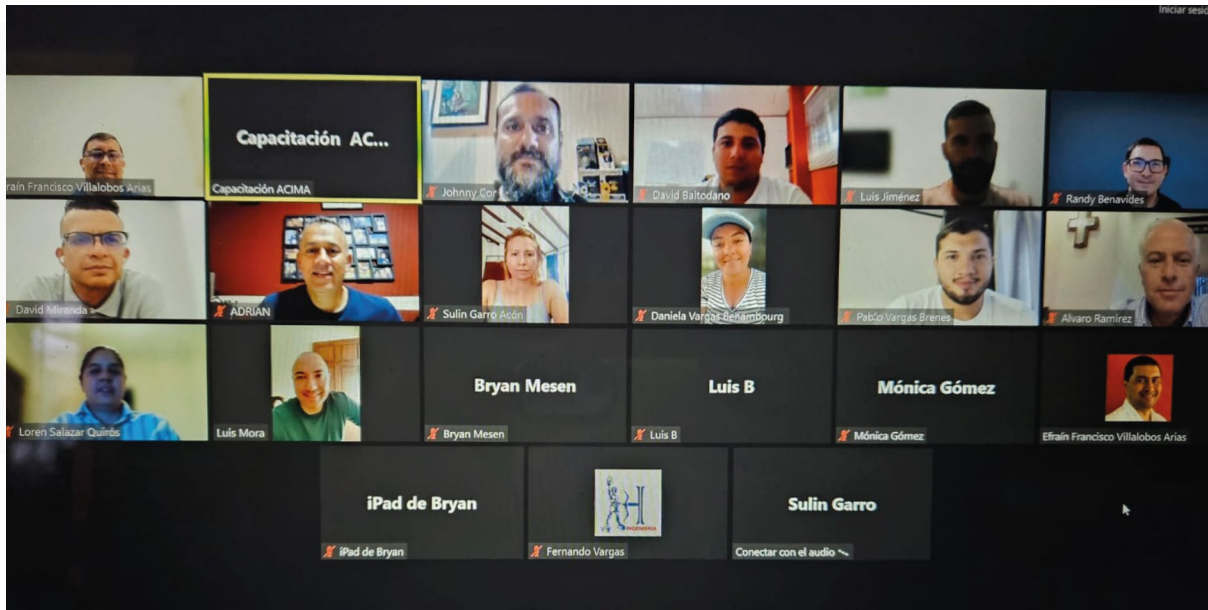 Iniciar sesió
raín Francisco Villalobos Arias
Capacitación AC...
Capacitación ACIMA
Johnny Cor
David Baltodano
Luis Jiménez
Randy Benavides
David Miranda
ADRIAN
Sulin Garro Acón
Daniela Vargas Benambourg
Pablo Vargas Brenes
Alvaro Ramírez
Loren Salazar Quirós
Luis Mora
Bryan Mesen
Bryan Mesen
Luis B
Luis B
Mónica Gómez
Mónica Gómez
Efraín Francisco Villalobos Arias
iPad de Bryan
iPad de Bryan
H
INGENIERIA
Fernando Vargas
Sulin Garro
Conectar con el audio